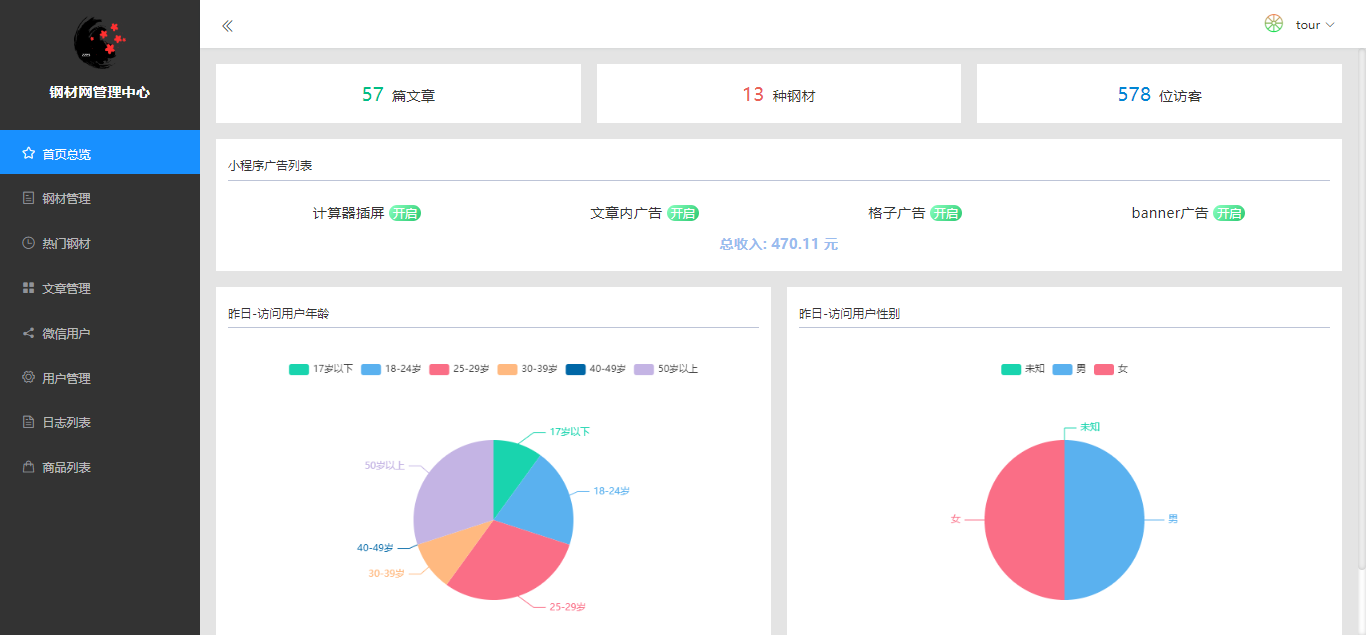 钢材网管理中心
首页总览
钢材管理
热门钢材
文章管理
微信用户
用户管理
日志列表
商品列表
tour
57 篇文章
13 种钢材
578 位访客
小程序广告列表
计算器插屏 开启
文章内广告 开启
格子广告 开启
banner广告 开启
总收入: 470.11 元
昨日-访问用户年龄
17岁以下 18-24岁 25-29岁 30-39岁 40-49岁 50岁以上
17岁以下
50岁以上
18-24岁
40-49岁
30-39岁
25-29岁
昨日-访问用户性别
未知 男 女
未知
女
男